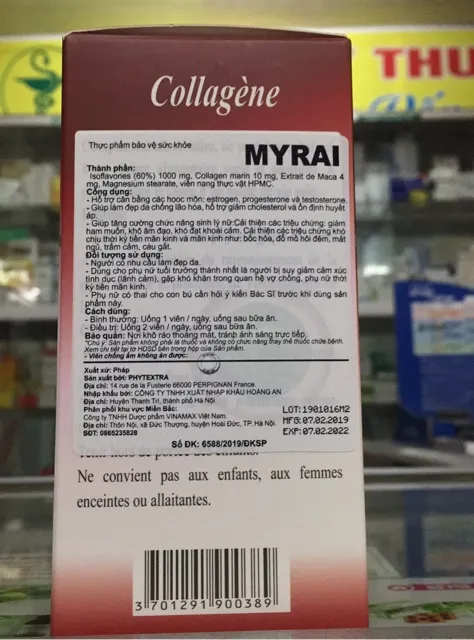 THU
Collagène
Thực phẩm bảo vệ sức khỏe
MYRAI
Thành phần:
Isoflavones (60%) 1000 mg, Collagen marin 10 mg, Extrait de Maca 4
mg, Magnesium stearate, viên nang thực vật HPMC.
Công dụng:
- Hỗ trợ cân bằng các hooc môn: estrogen, progesterone và testosterone.
- Giúp làm đẹp da chống lão hóa, hỗ trợ giảm cholesterol và ổn định huyết
áp.
- Giúp tăng cường chức năng sinh lý nữ:Cải thiện các triệu chứng: giảm
ham muốn, khô âm đạo, khó đạt khoái cảm. Cải thiện các triệu chứng khó
chịu thời kỳ tiền mãn kinh và mãn kinh như: bốc hỏa, đổ mồ hôi đêm, mất
ngủ, trầm cảm, cáu gắt.
Đối tượng sử dụng:
- Người có nhu cầu làm đẹp da.
- Dùng cho phụ nữ tuổi trưởng thành nhất là người bị suy giảm cảm xúc
tình dục (lãnh cảm), gặp khó khăn trong quan hệ vợ chồng, phụ nữ thời
kỳ tiền mãn kinh.
- Phụ nữ có thai cho con bú cần hỏi ý kiến Bác Sĩ trước khi dùng sản
phẩm này.
Cách dùng:
- Bình thường: Uống 1 viên / ngày, uống sau bữa ăn.
- Điều trị: Uống 2 viên / ngày, uống sau bữa ăn.
Bảo quản: Nơi khô ráo thoáng mát, tránh ánh sáng trực tiếp.
*Chú ý: Sản phẩm không phải là thuốc và không có chức năng thay thế thuốc chữa bệnh.
Xem chi tiết tại tờ HDSD bên trong hộp của Sản phẩm.
- Viên chống ẩm không ăn được:
Xuất xứ: Pháp
Sản xuất bởi: PHYTEXTRA
Địa chỉ: 14 rue de la Fusterie 66000 PERPIGNAN France.
Nhập khẩu bởi: CÔNG TY TNHH XUẤT NHẬP KHẨU HOÀNG AN
Địa chỉ: Huyện Thanh Trì, thành phố Hà Nội
Phân phối khu vực Miền Bắc:
Công ty TNHH Dược phẩm VINAMAX Việt Nam.
Địa chỉ: Thôn Nội, xã Đức Thượng, huyện Hoài Đức, TP. Hà Nội.
SĐT: 0865235828
LOT:1901016M2
MFG:07.02.2019
EXP:07.02.2022
Số ĐK: 6588/2019/ĐKSP
Ne convient pas aux enfants, aux femmes
enceintes ou allaitantes.
3 701291 900389